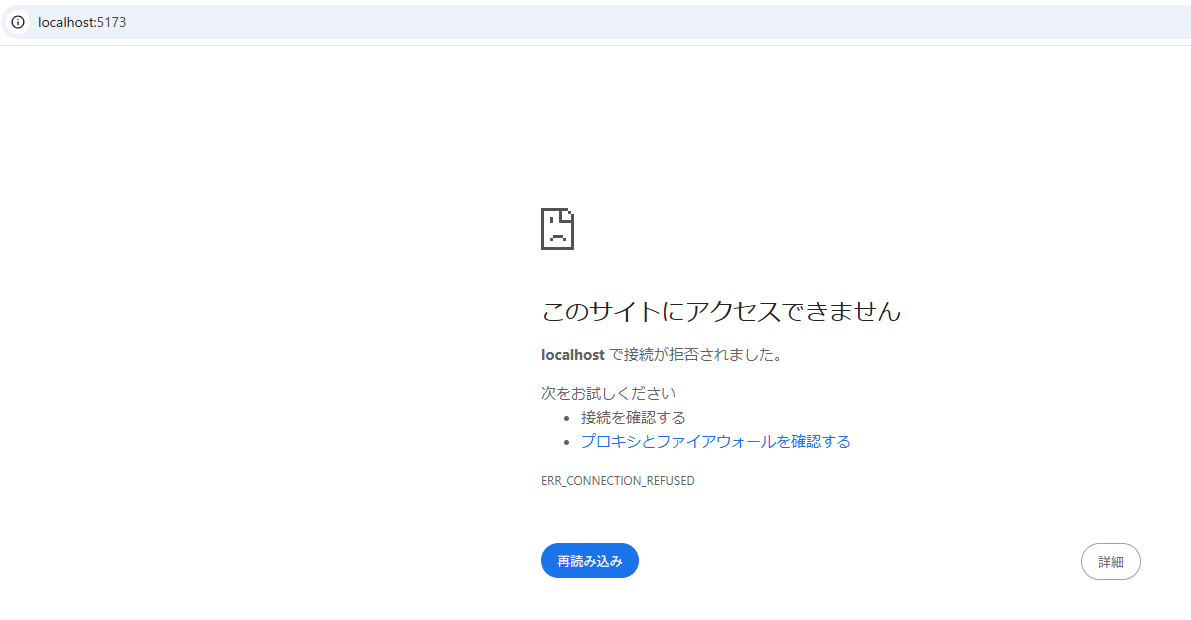 localhost:5173
このサイトにアクセスできません
localhost で接続が拒否されました。
次をお試しください
• 接続を確認する
• プロキシとファイアウォールを確認する
ERR_CONNECTION_REFUSED
再読み込み
詳細